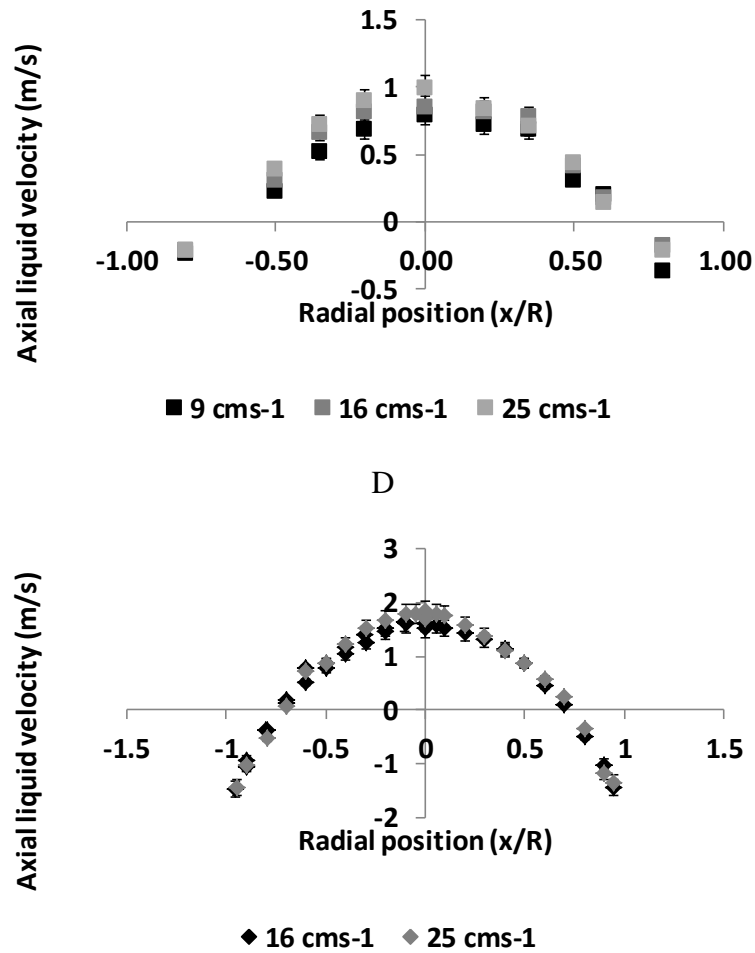 Axial liquid velocity (m/s)
1.5
1
0.5
0
-0.5
-1.00 -0.50 0.00 0.50 1.00
Radial position (x/R)
9 cms-1 16 cms-1 25 cms-1
D
Axial liquid velocity (m/s)
3
2
1
0
-1
-2
-1.5 -1 -0.5 0 0.5 1 1.5
Radial position (x/R)
16 cms-1 25 cms-1